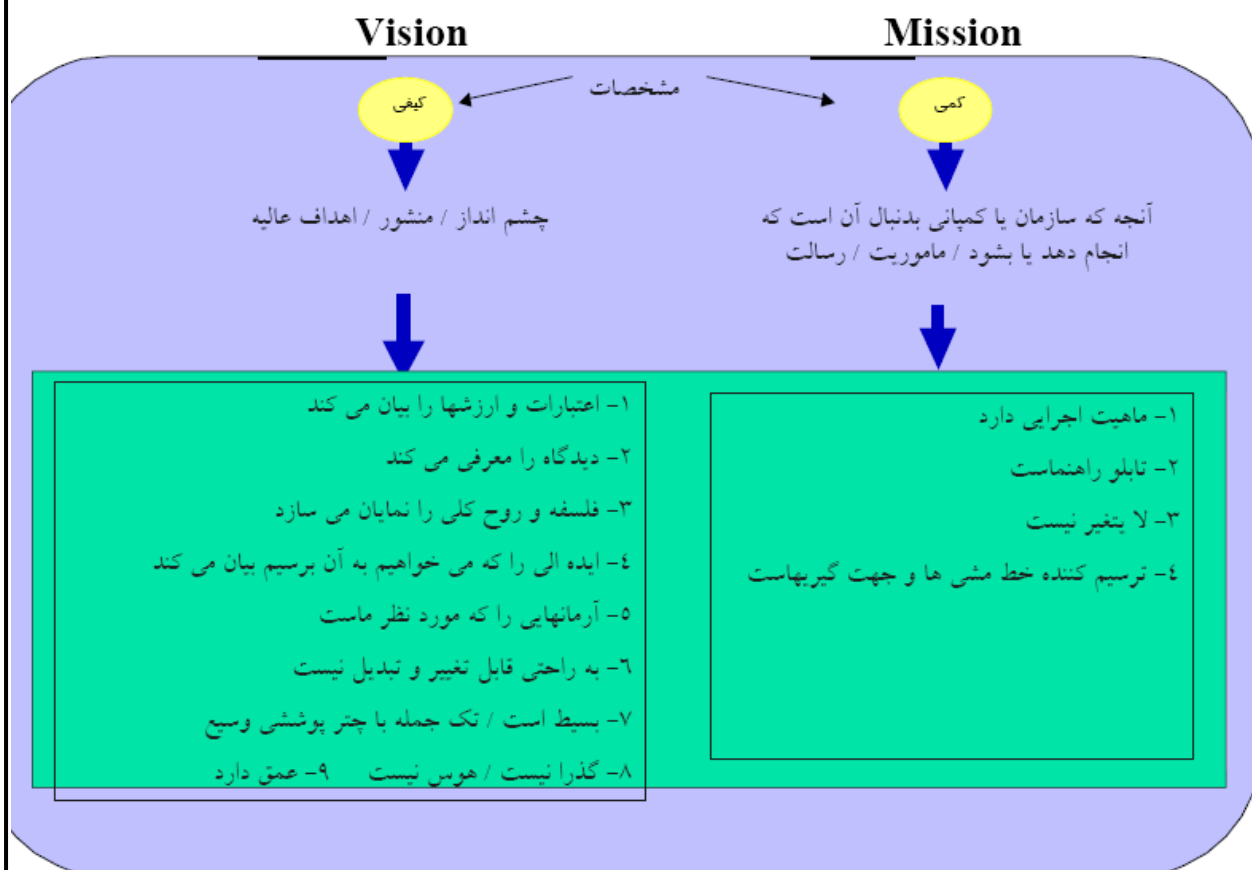 Vision
Mission
مشخصات
کمی
کیفی
آنجه که سازمان یا کمپانی بدنبال آن است که
انجام دهد یا بشود / ماموریت / رسالت
چشم انداز / منشور / اهداف عالیه
۱- ماهیت اجرایی دارد
۲- تابلو راهنماست
۳- لا یتغیر نیست
٤- ترسیم کننده خط مشی ها و جهت گیریهاست
۱- اعتبارات و ارزشها را بیان می کند
۲- دیدگاه را معرفی می کند
۳- فلسفه و روح کلی را نمایان می سازد
٤- ایده الی را که می خواهیم به آن برسیم بیان می کند
٥- آرمانهایی را که مورد نظر ماست
٦- به راحتی قابل تغییر و تبدیل نیست
۷- بسیط است / تک جمله با چتر پوششی وسیع
۸- گذرا نیست / هوس نیست ۹- عمق دارد